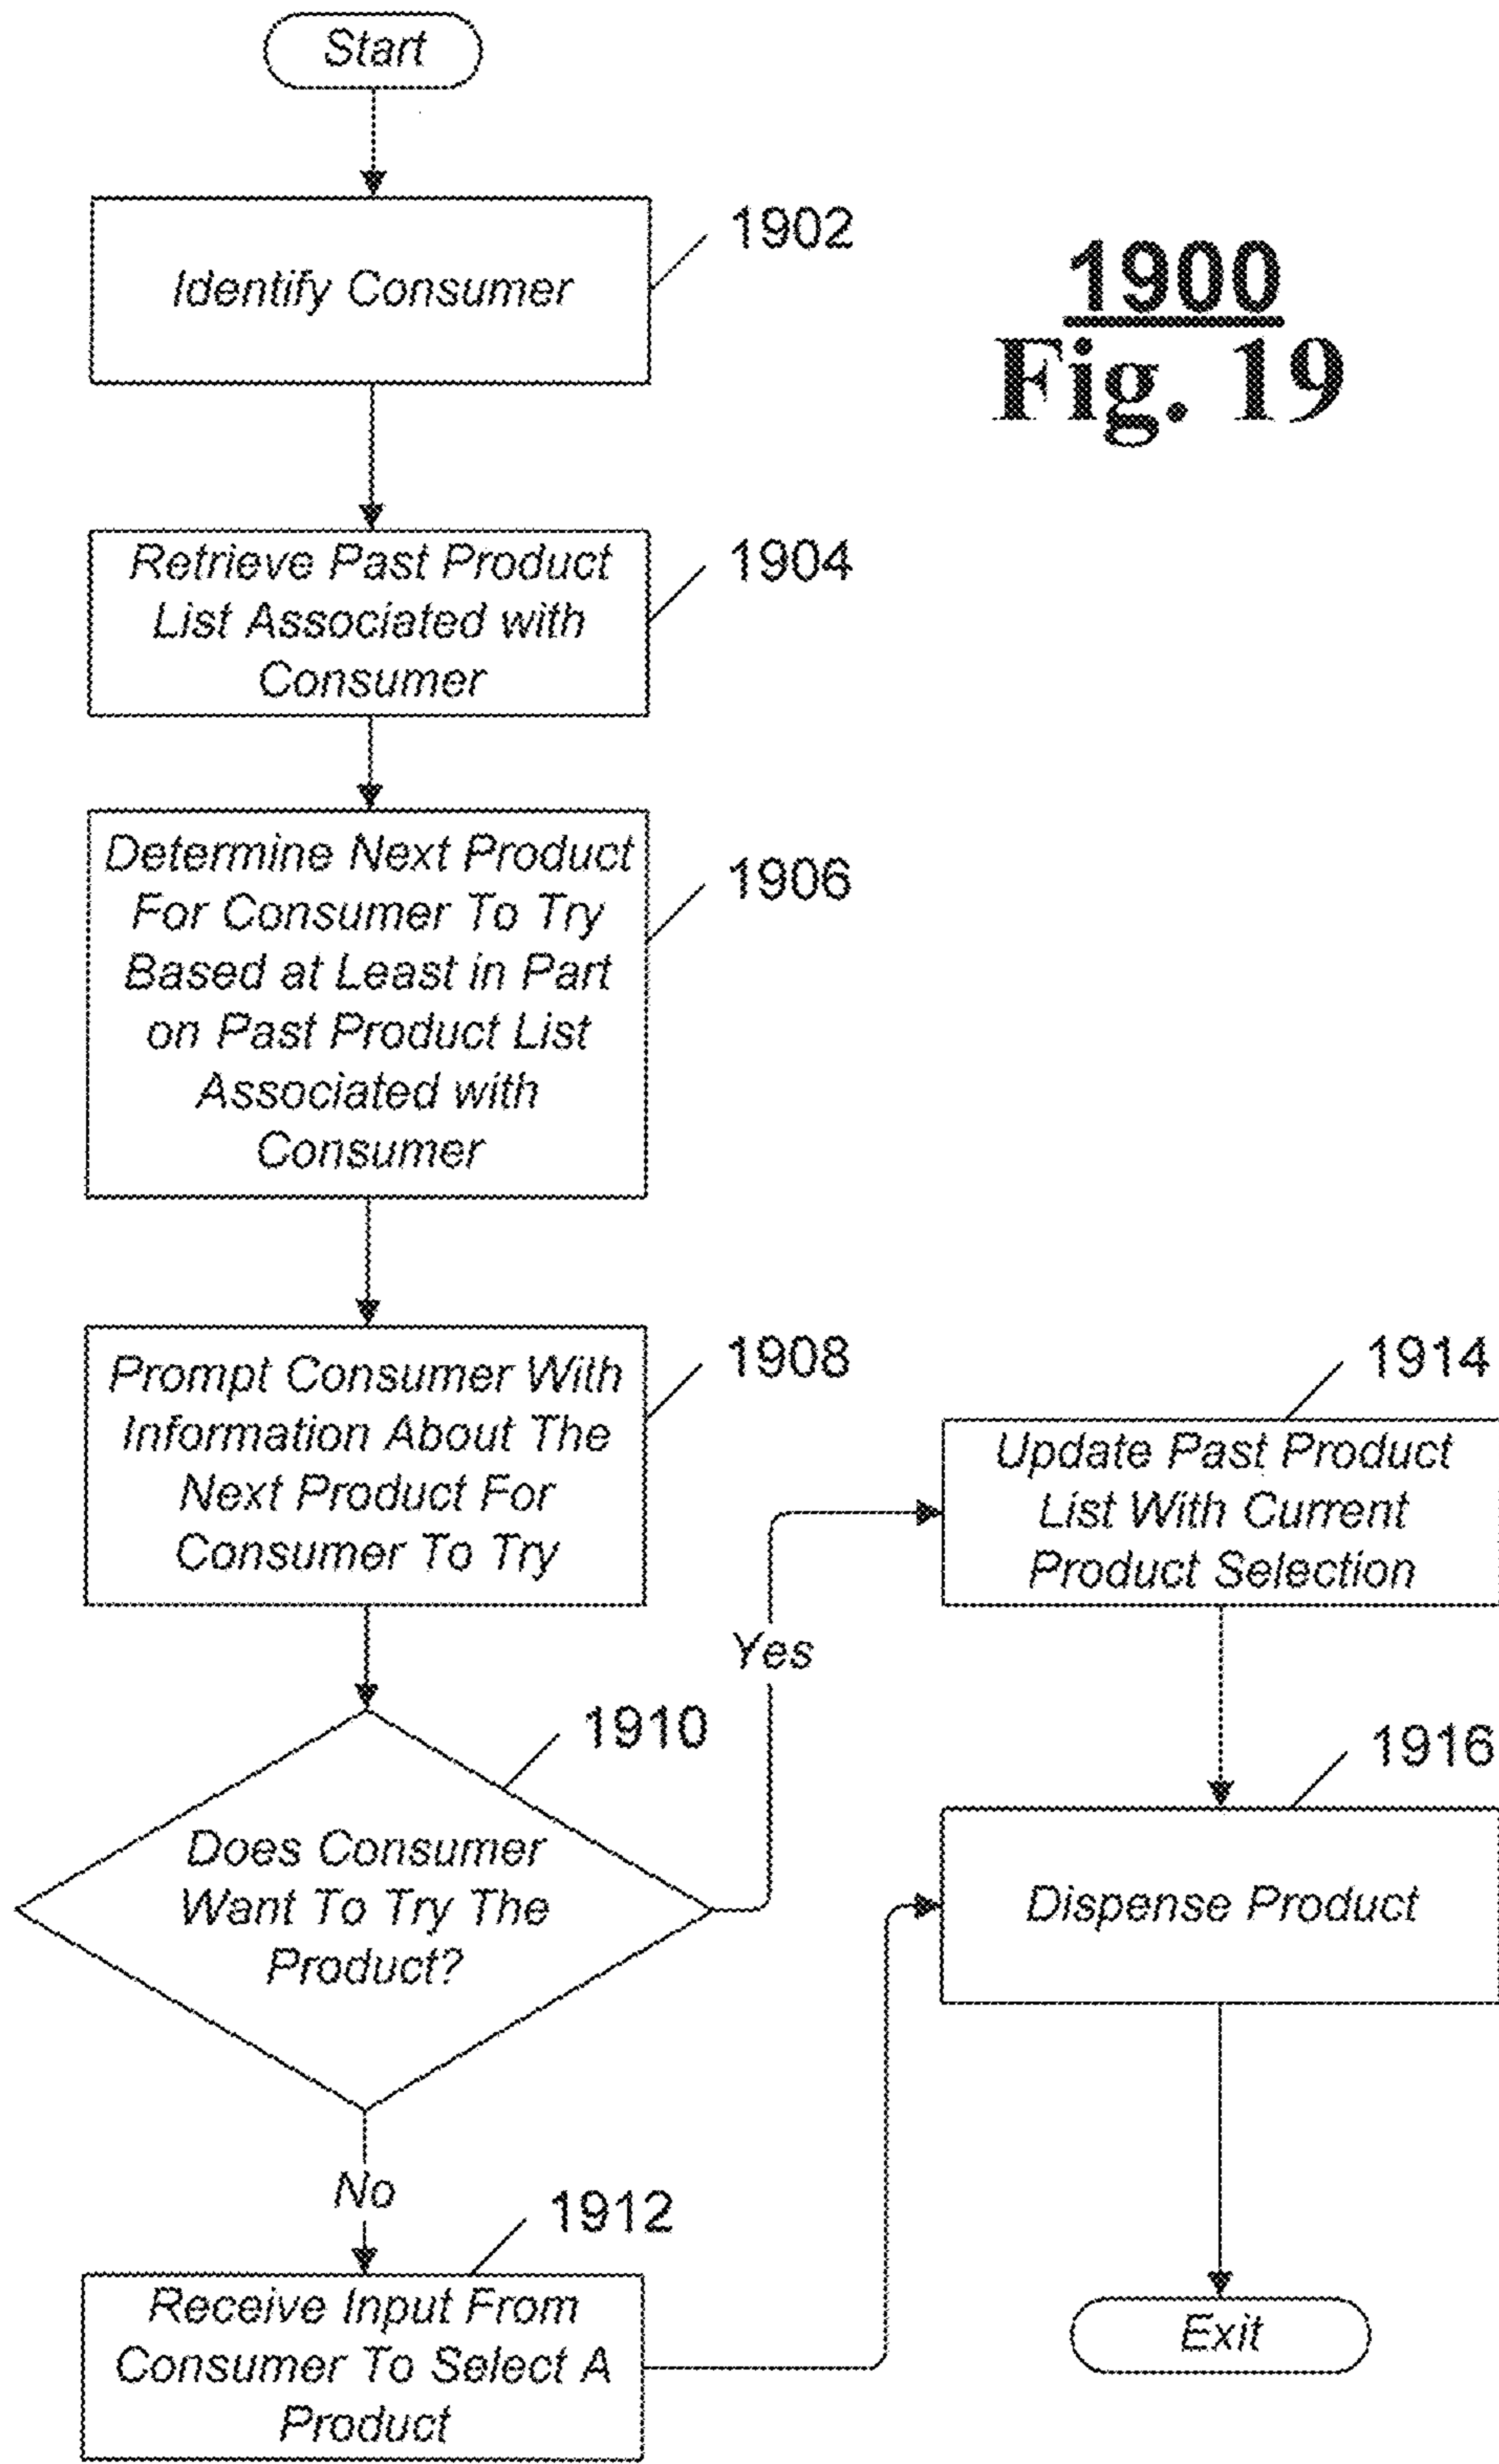 Start
Identify Consumer
1902
1900
Fig. 19
Retrieve Past Product
List Associated with
Consumer
1904
Determine Next Product
For Consumer To Try
Based at Least in Part
on Past Product List
Associated with
Consumer
1906
Prompt Consumer With
Information About The
Next Product For
Consumer To Try
1908
Does Consumer
Want To Try The
Product?
1910
Yes
No
Receive Input From
Consumer To Select A
Product
1912
Update Past Product
List With Current
Product Selection
1914
Dispense Product
1916
Exit